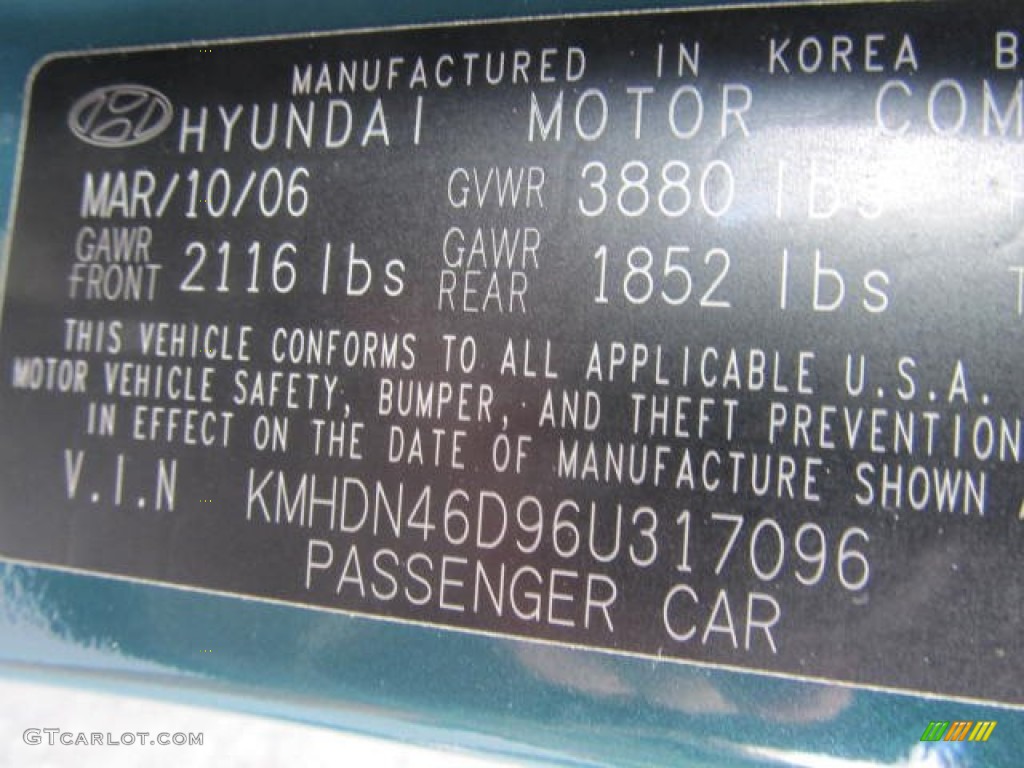 MANUFACTURED IN KOREA
HYUNDAI MOTOR
MAR/10/06 GVWR 3880 lbs
GAWR FRONT 2116 lbs GAWR REAR 1852 lbs
THIS VEHICLE CONFORMS TO ALL APPLICABLE U.S.A.
MOTOR VEHICLE SAFETY, BUMPER, AND THEFT PREVENTION
IN EFFECT ON THE DATE OF MANUFACTURE SHOWN
V.I.N KMHDN46D96U317096
PASSENGER CAR
GTCARLOT.COM